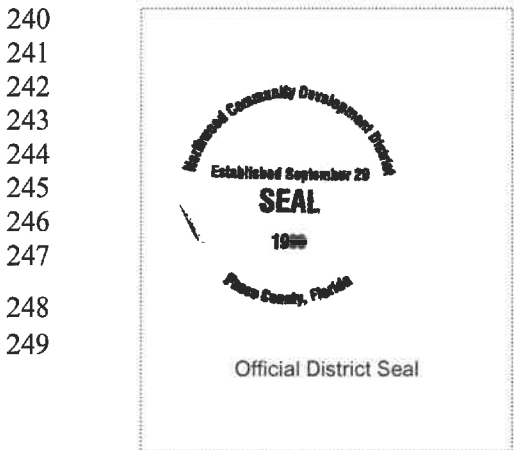 240
241
242
243
244
245
246
247
248
249
Northwood Community Development District
Established September 29
SEAL
Pasco County, Florida
Official District Seal